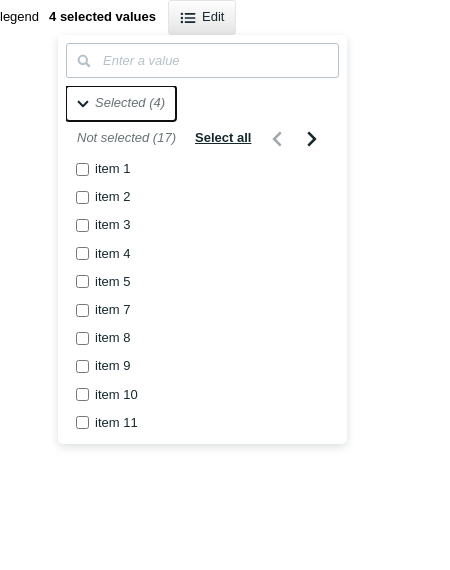 legend 4 selected values Edit
Enter a value
Selected (4)
Not selected (17) Select all
item 1
item 2
item 3
item 4
item 5
item 7
item 8
item 9
item 10
item 11